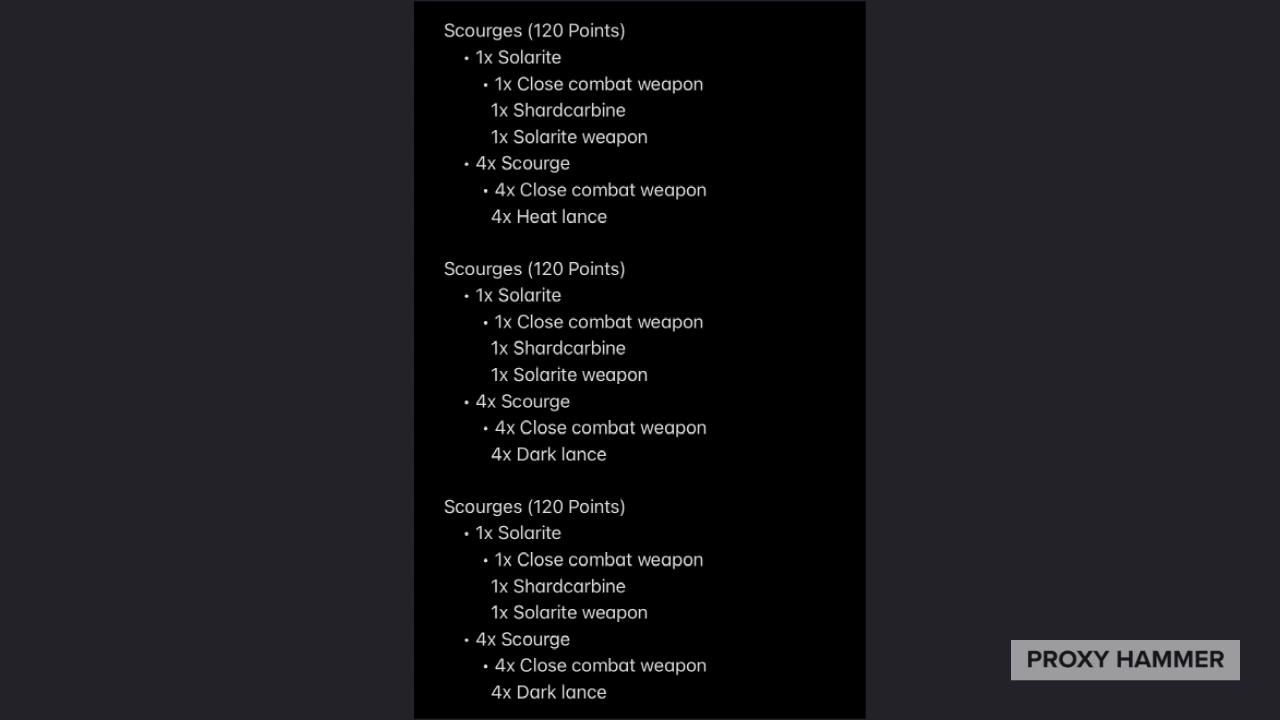 Scourges (120 Points)
• 1x Solarite
• 1x Close combat weapon
1x Shardcarbine
1x Solarite weapon
• 4x Scourge
• 4x Close combat weapon
4x Heat lance
Scourges (120 Points)
• 1x Solarite
• 1x Close combat weapon
1x Shardcarbine
1x Solarite weapon
• 4x Scourge
• 4x Close combat weapon
4x Dark lance
Scourges (120 Points)
• 1x Solarite
• 1x Close combat weapon
1x Shardcarbine
1x Solarite weapon
• 4x Scourge
• 4x Close combat weapon
4x Dark lance
PROXY HAMMER